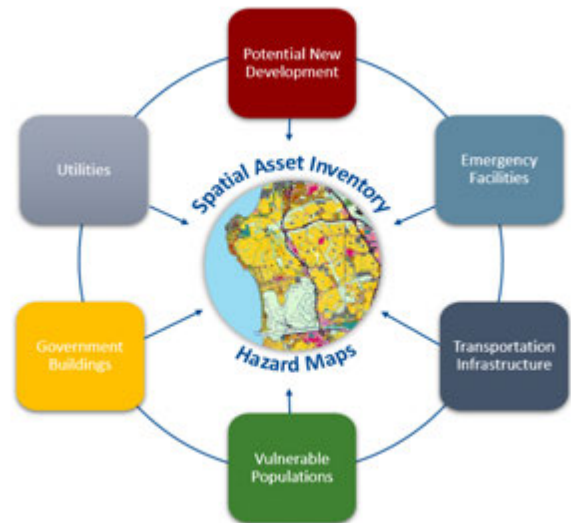 Potential New
Development
Utilities
Spatial Asset Inventory
Emergency
Facilities
Government
Buildings
Hazard Maps
Transportation
Infrastructure
Vulnerable
Populations